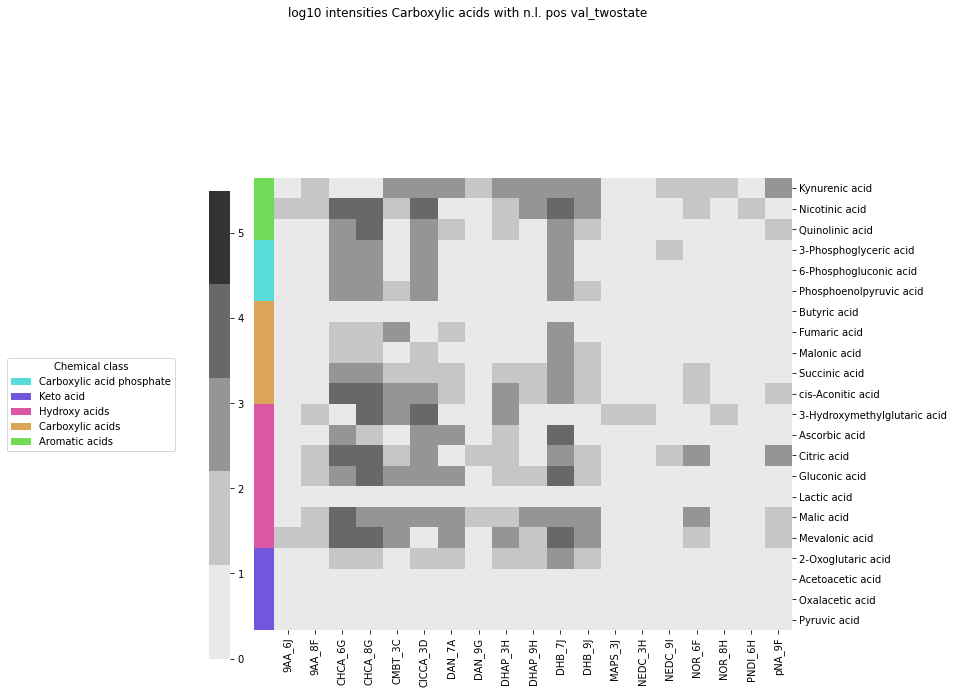 log10 intensities Carboxylic acids with n.l. pos val_twostate
Chemical class
Carboxylic acid phosphate
Keto acid
Hydroxy acids
Carboxylic acids
Aromatic acids
5
4
3
2
1
0
Kynurenic acid
Nicotinic acid
Quinolinic acid
3-Phosphoglyceric acid
6-Phosphogluconic acid
Phosphoenolpyruvic acid
Butyric acid
Fumaric acid
Malonic acid
Succinic acid
cis-Aconitic acid
3-Hydroxymethylglutaric acid
Ascorbic acid
Citric acid
Gluconic acid
Lactic acid
Malic acid
Mevalonic acid
2-Oxoglutaric acid
Acetoacetic acid
Oxalacetic acid
Pyruvic acid
9AA_6J
9AA_8F
CHCA_6G
CHCA_8G
CMBT_3C
ClCCA_3D
DAN_7A
DAN_9G
DHAP_3H
DHAP_9H
DHB_7J
DHB_9J
MAPS_3J
NEDC_3H
NEDC_9I
NOR_6F
NOR_8H
PNDI_6H
pNA_9F